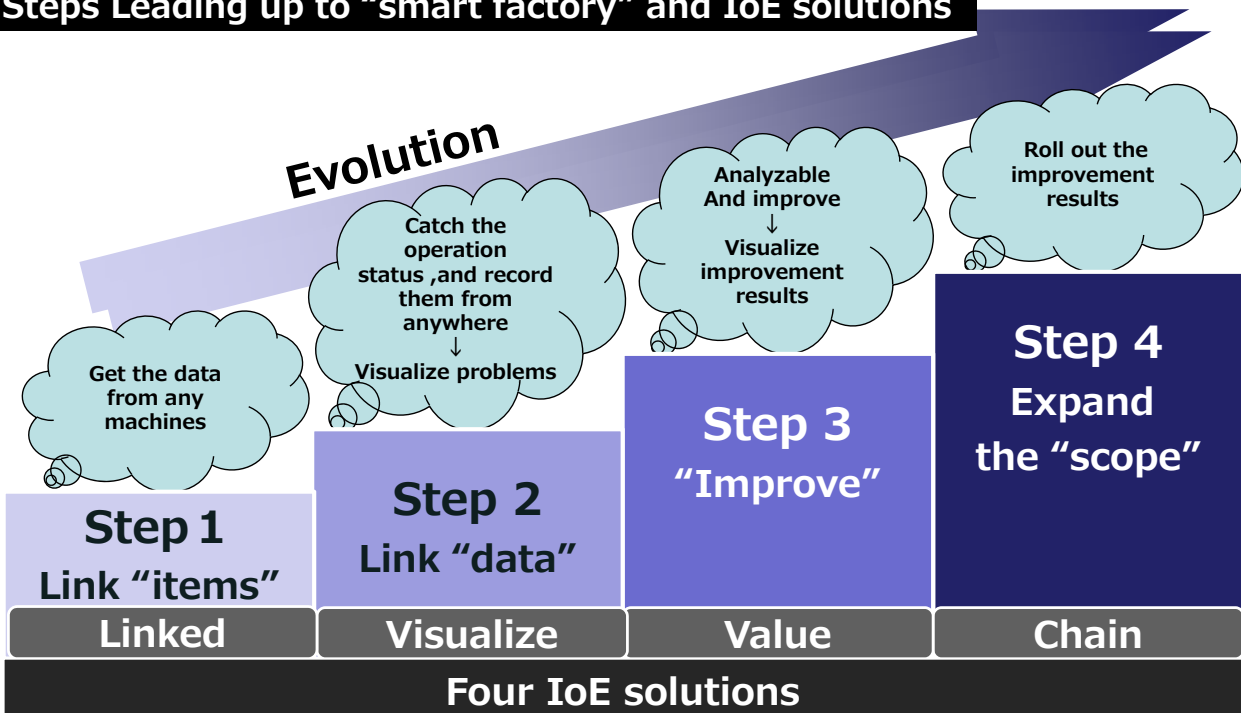 Steps Leading up to “smart factory” and IoE solutions
Evolution
Get the data
from any
machines
Catch the
operation
status ,and record
them from
anywhere
↓
Visualize problems
Analyzable
And improve
↓
Visualize
improvement
results
Roll out the
improvement
results
Step 1
Link “items”
Step 2
Link “data”
Step 3
“Improve”
Step 4
Expand
the “scope”
Linked
Visualize
Value
Chain
Four IoE solutions